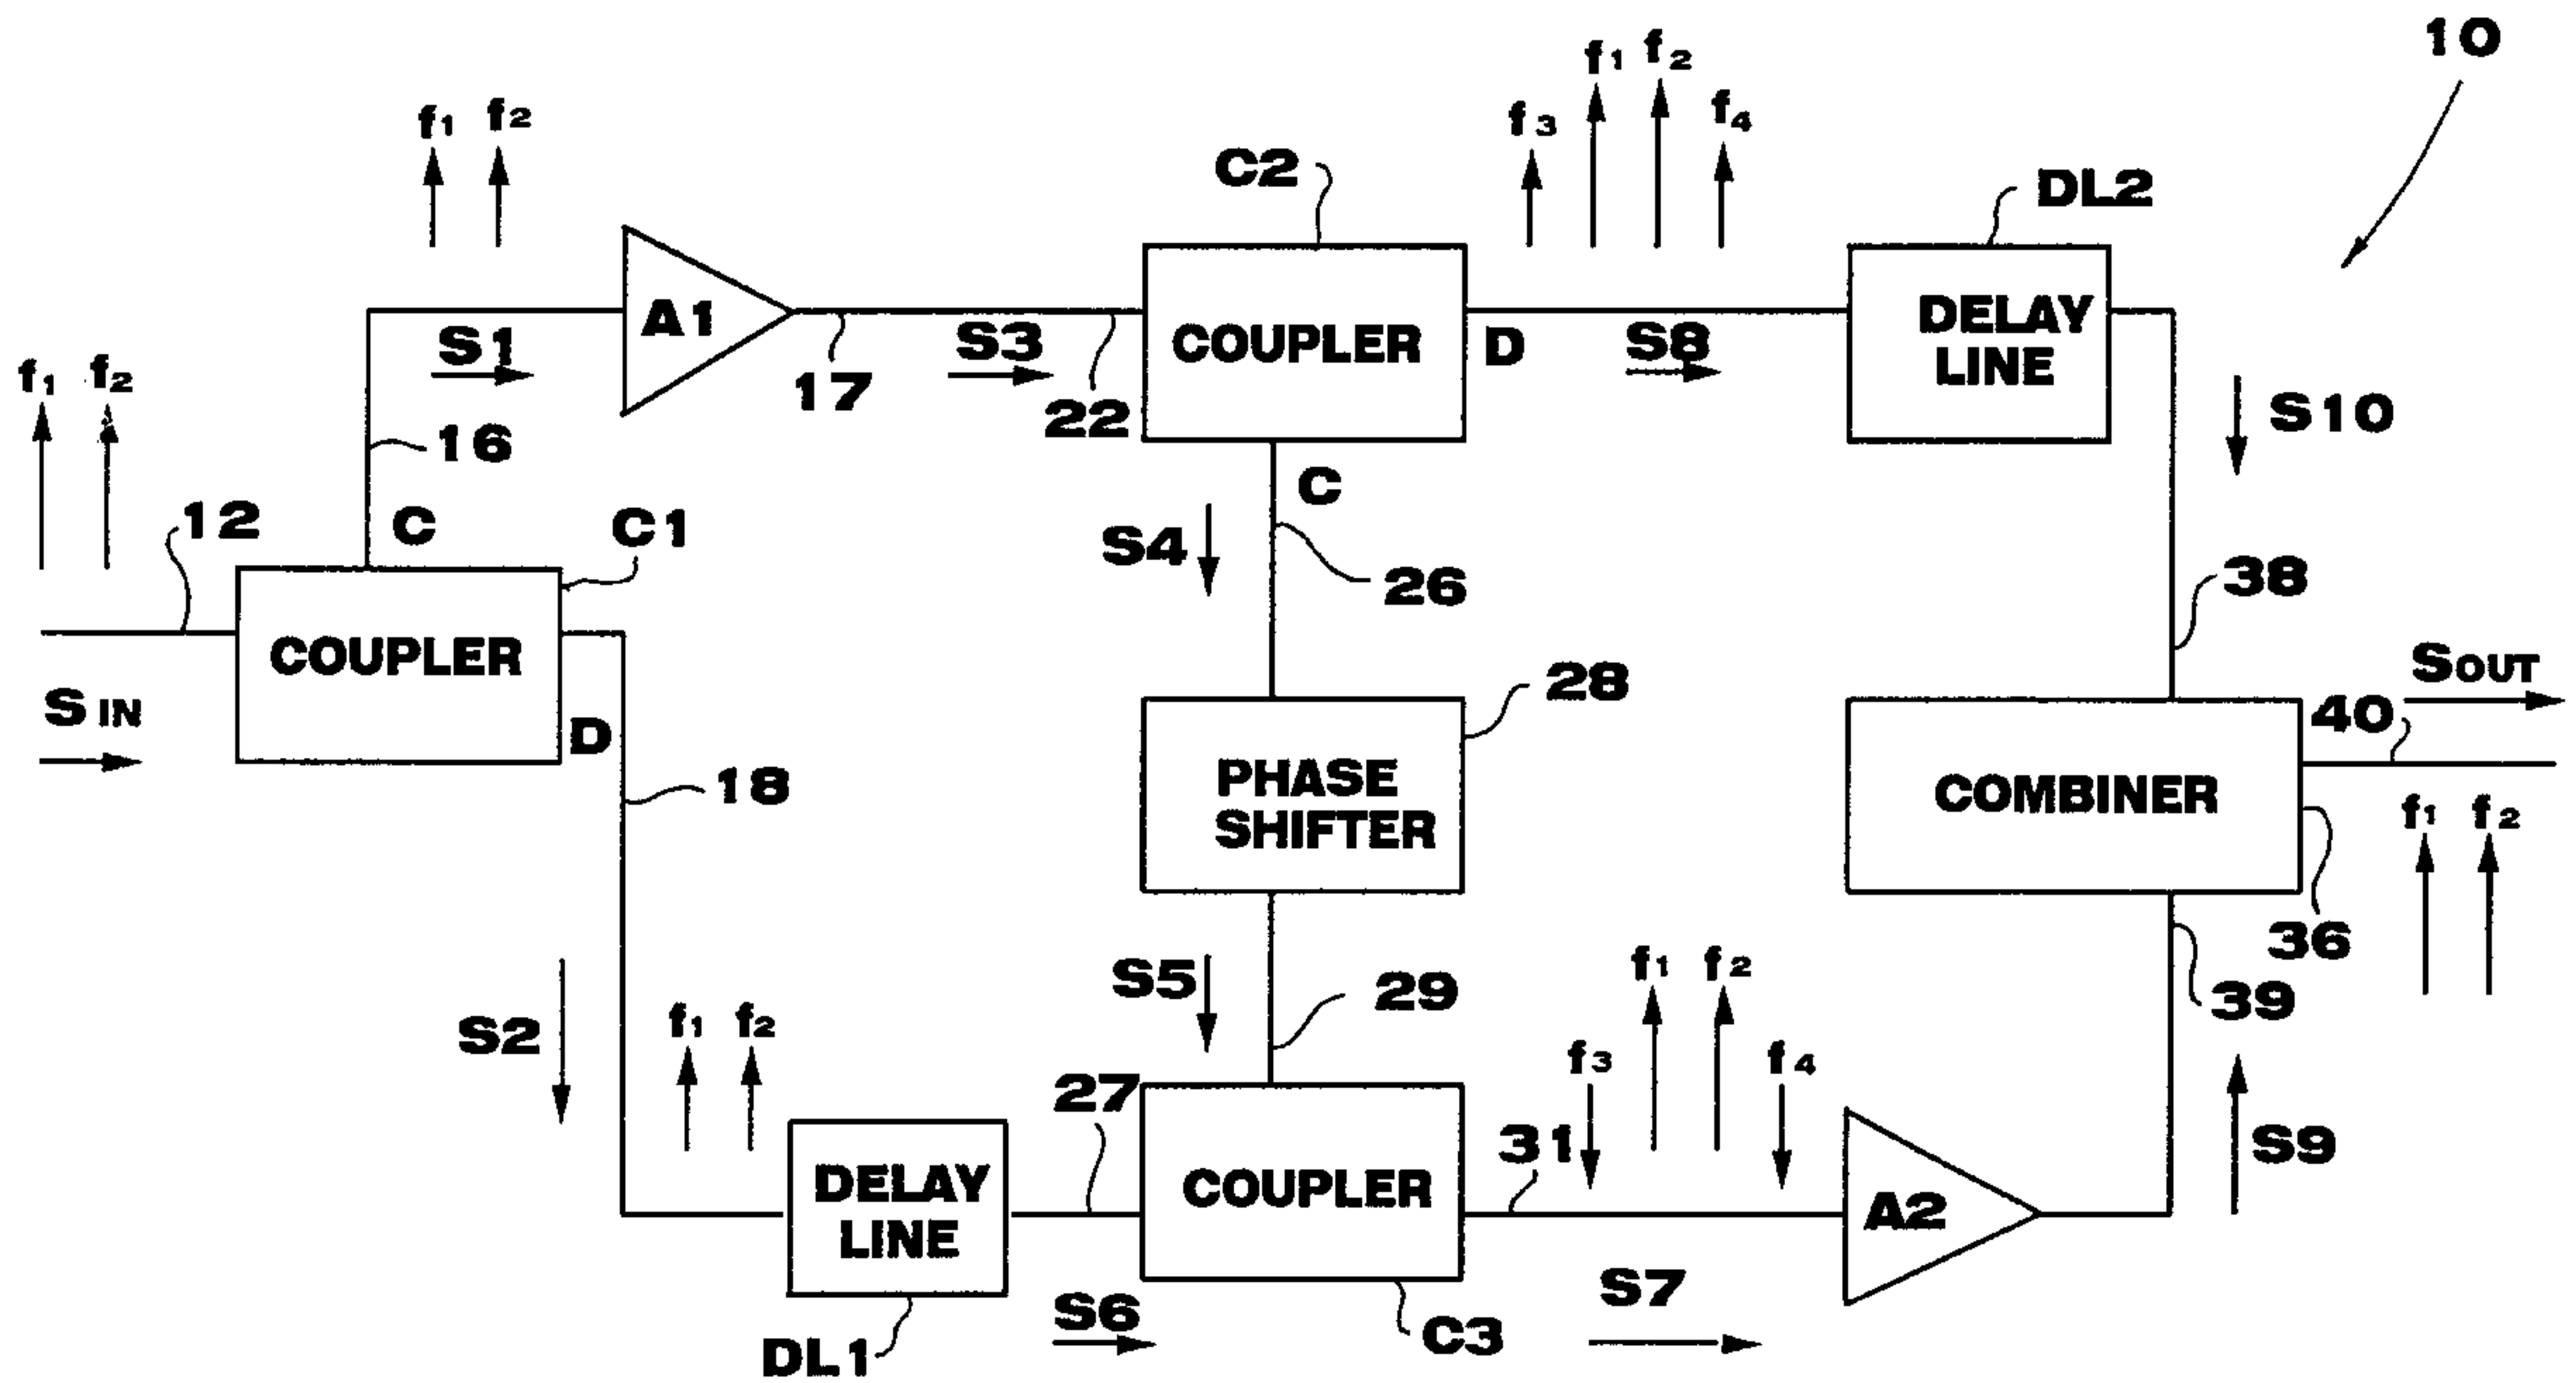 10
f1 f2
f3 f1 f2 f4
C2
DL2
A1
S1
17
S3
22
COUPLER
D
S8
DELAY
LINE
S10
f1 f2
16
12
C
C1
COUPLER
SIN
D
18
C
S4
26
38
28
PHASE
SHIFTER
SOUT
40
COMBINER
f1 f2
36
39
S2
f1 f2
S5
29
f3 f1 f2 f4
27
DELAY
LINE
COUPLER
31
A2
S9
DL1
S6
C3
S7